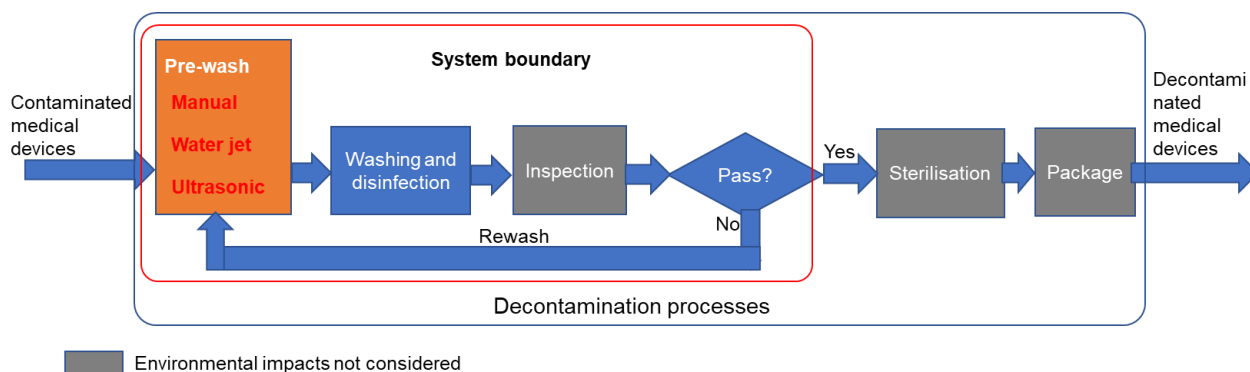 System boundary
Contaminated
medical
devices
Pre-wash
Manual
Water jet
Ultrasonic
Washing and
disinfection
Inspection
Pass?
Yes
No
Rewash
Sterilisation
Package
Decontami
nated
medical
devices
Decontamination processes
Environmental impacts not considered